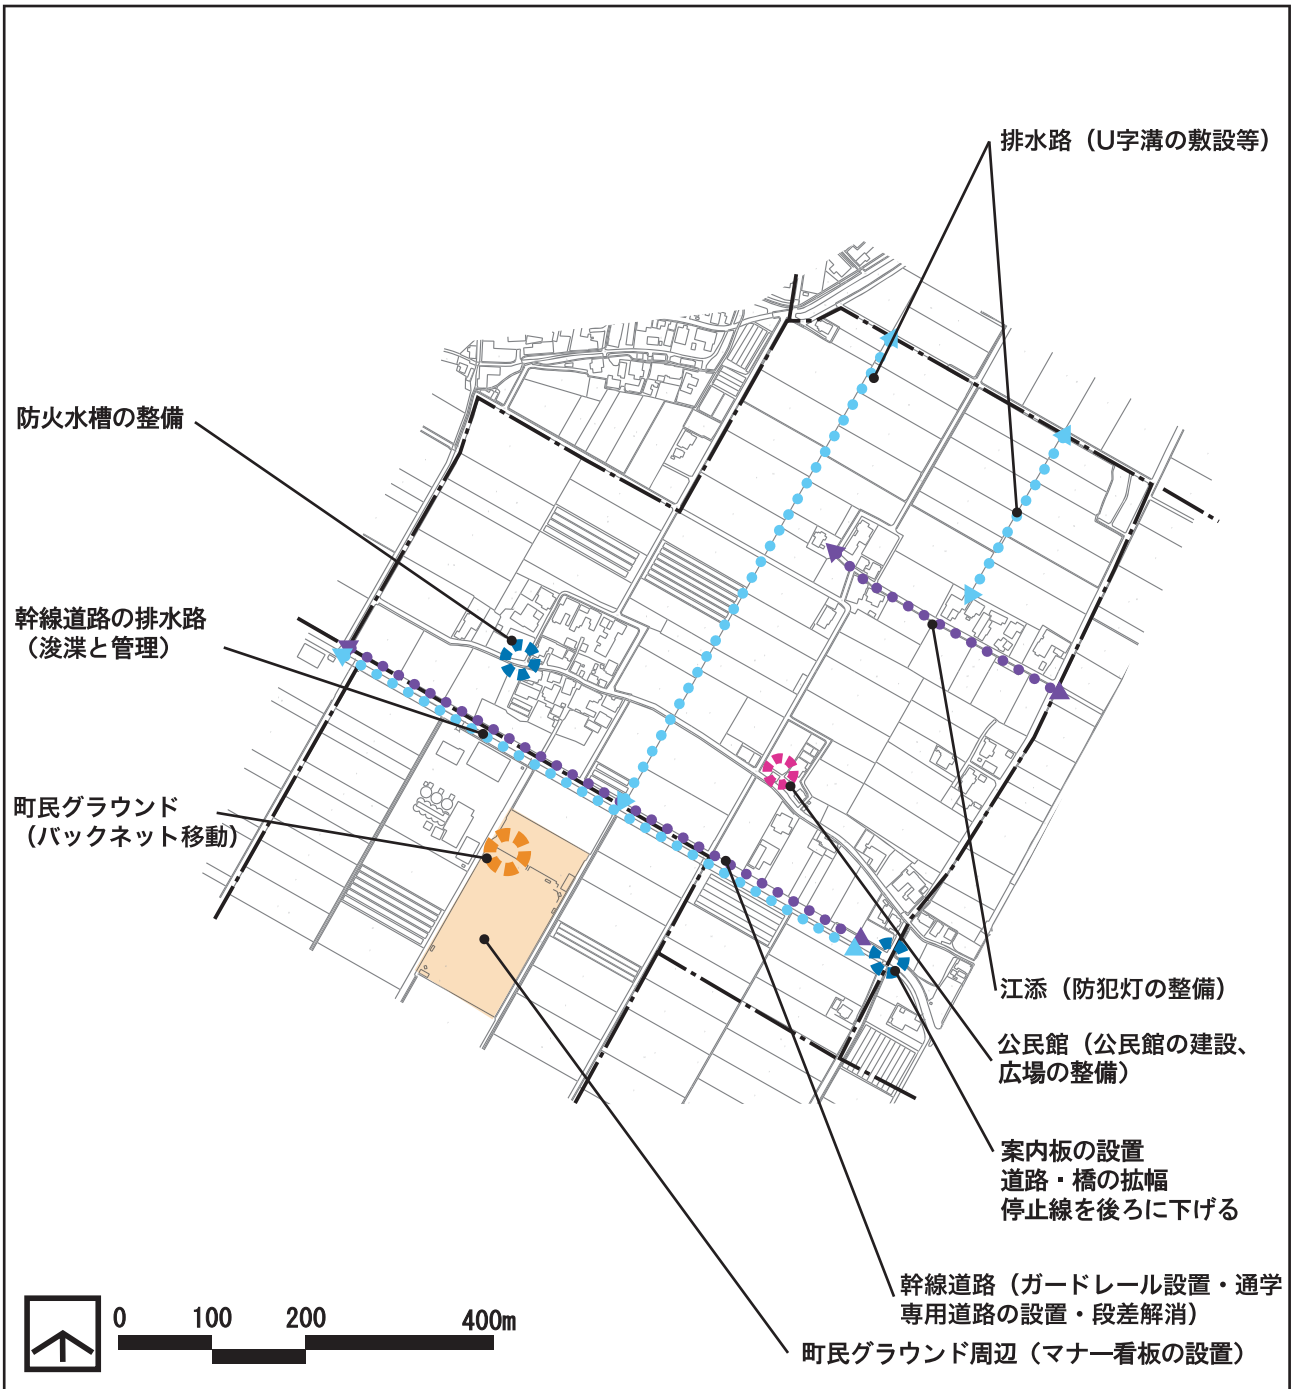 排水路（U字溝の敷設等）
防火水槽の整備
幹線道路の排水路
（浚渫と管理）
町民グラウンド
（バックネット移動）
江添（防犯灯の整備）
公民館（公民館の建設、
広場の整備）
案内板の設置
道路・橋の拡幅
停止線を後ろに下げる
幹線道路（ガードレール設置・通学
専用道路の設置・段差解消）
町民グラウンド周辺（マナー看板の設置）
0 100 200 400m